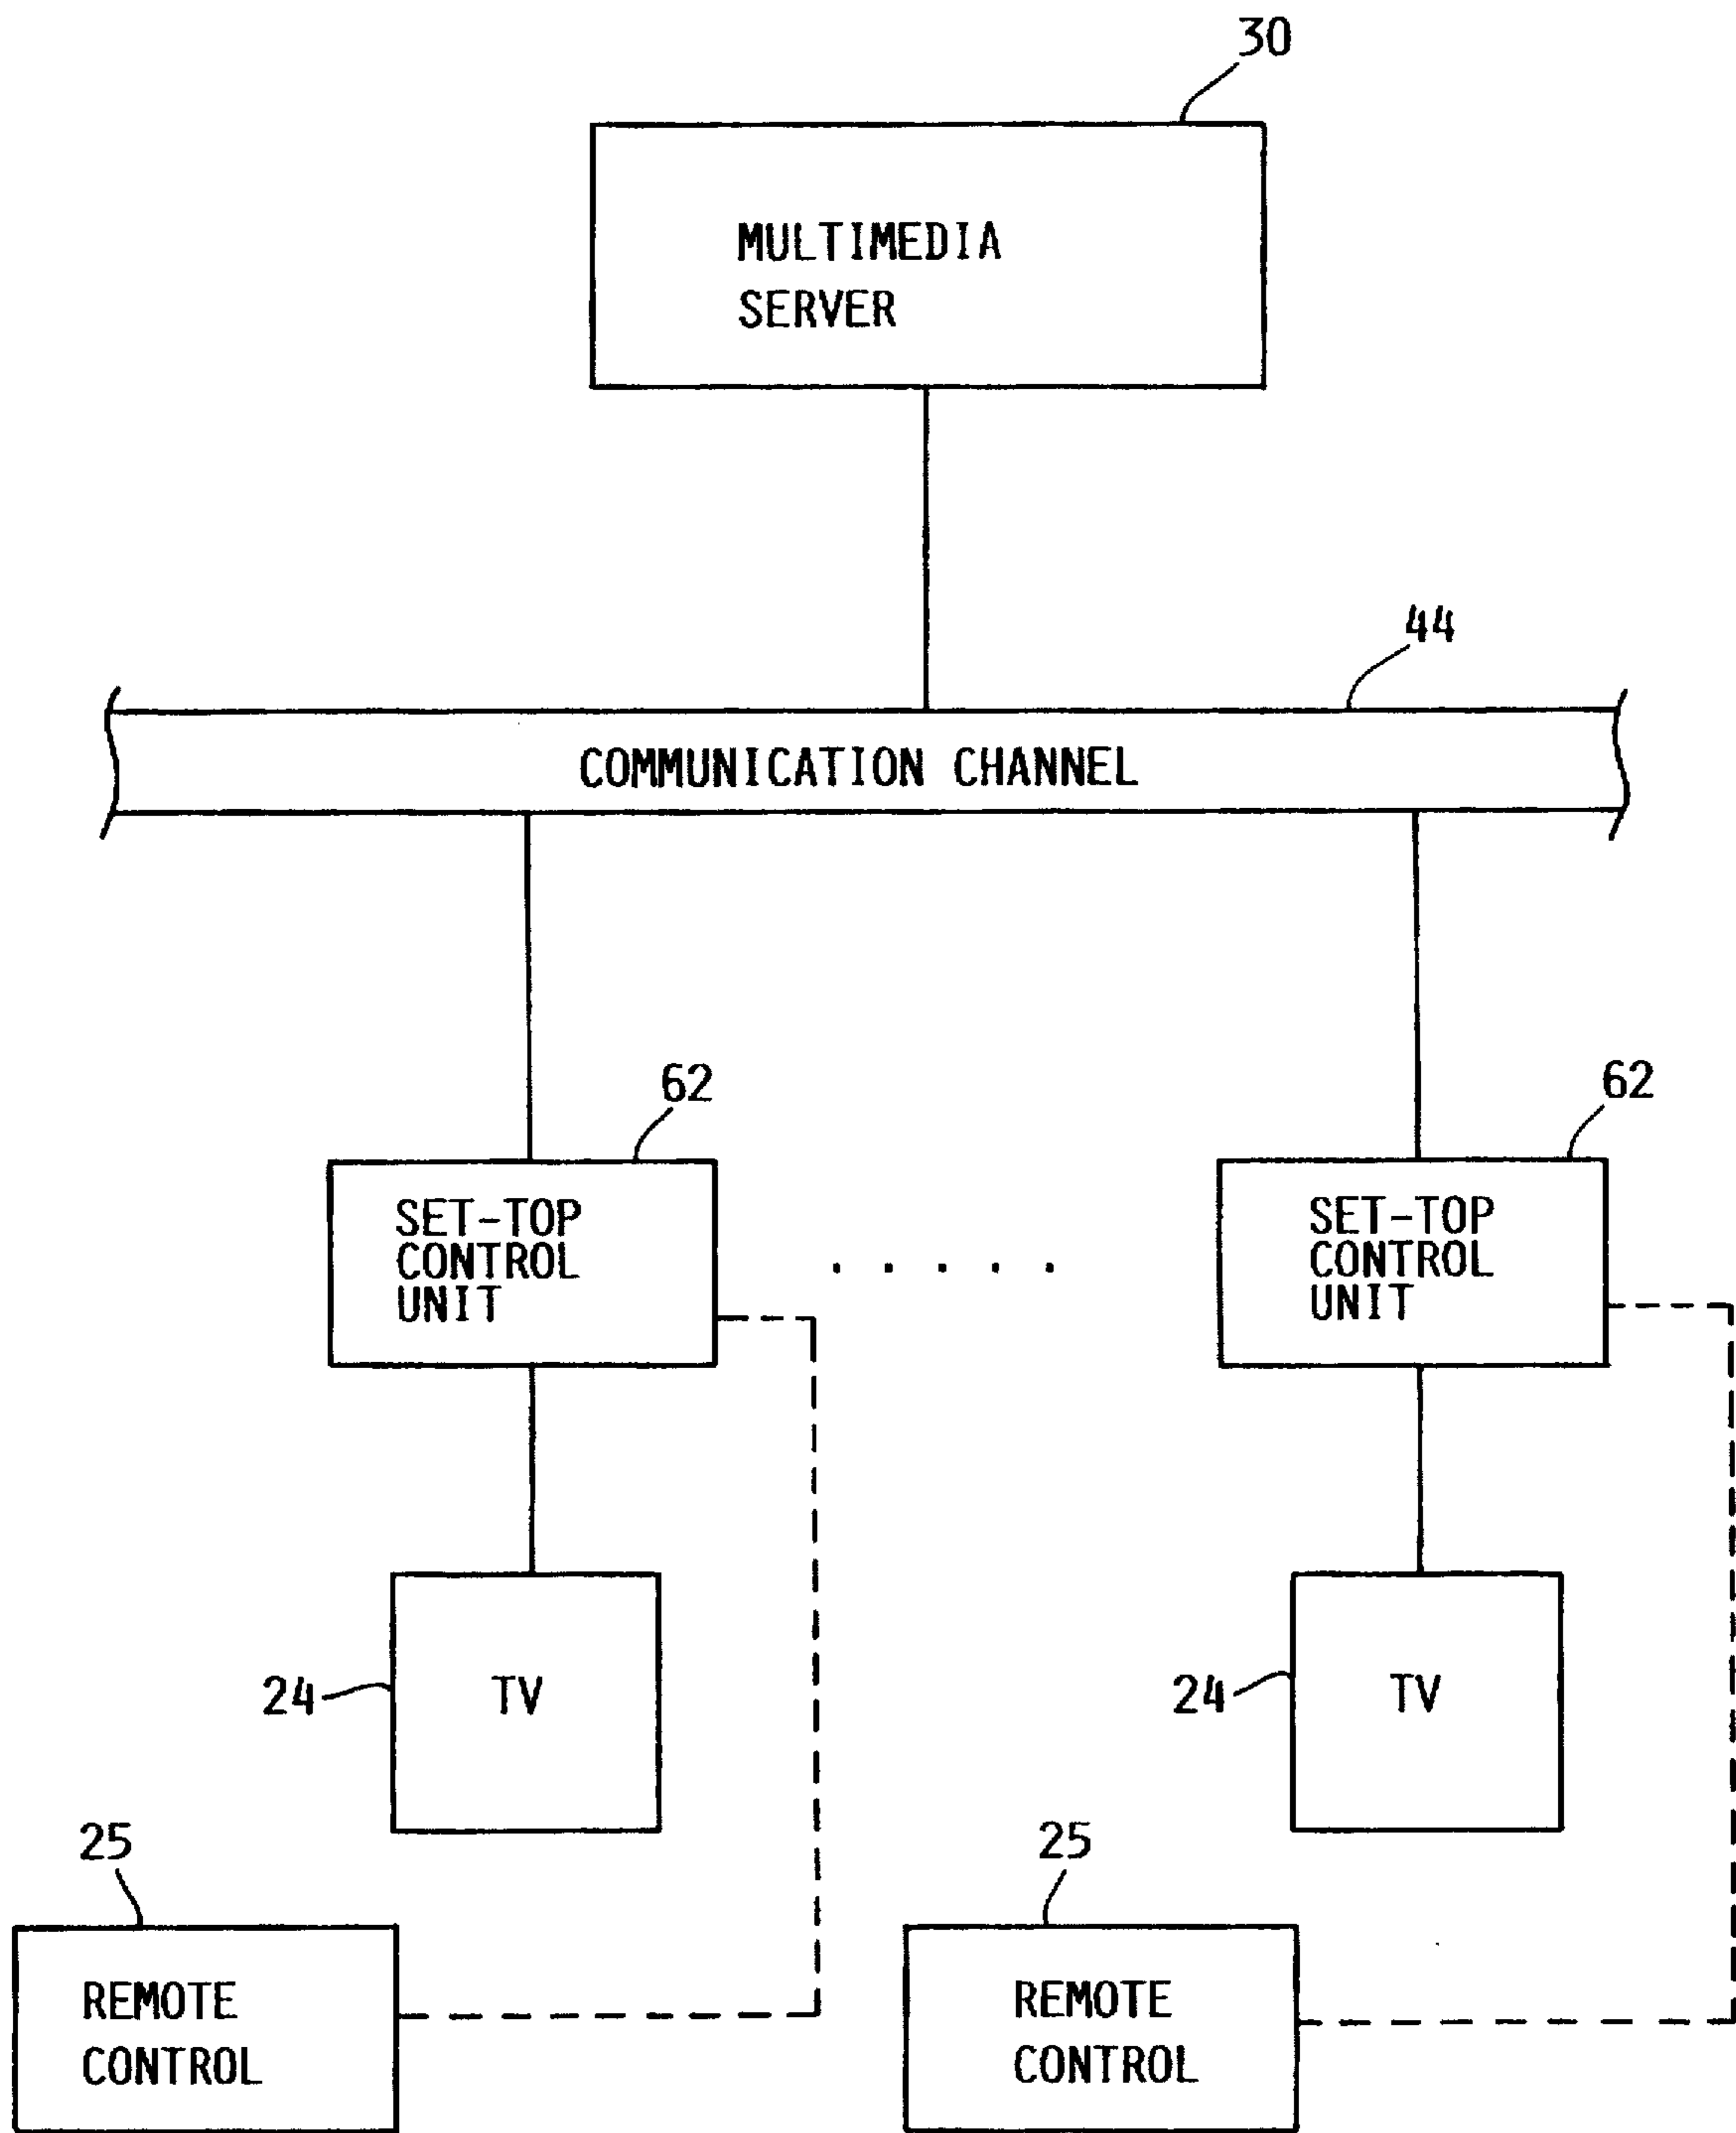 30
MULTIMEDIA
SERVER
44
COMMUNICATION CHANNEL
62
62
SET-TOP
CONTROL
UNIT
SET-TOP
CONTROL
UNIT
24
TV
24
TV
25
25
REMOTE
CONTROL
REMOTE
CONTROL